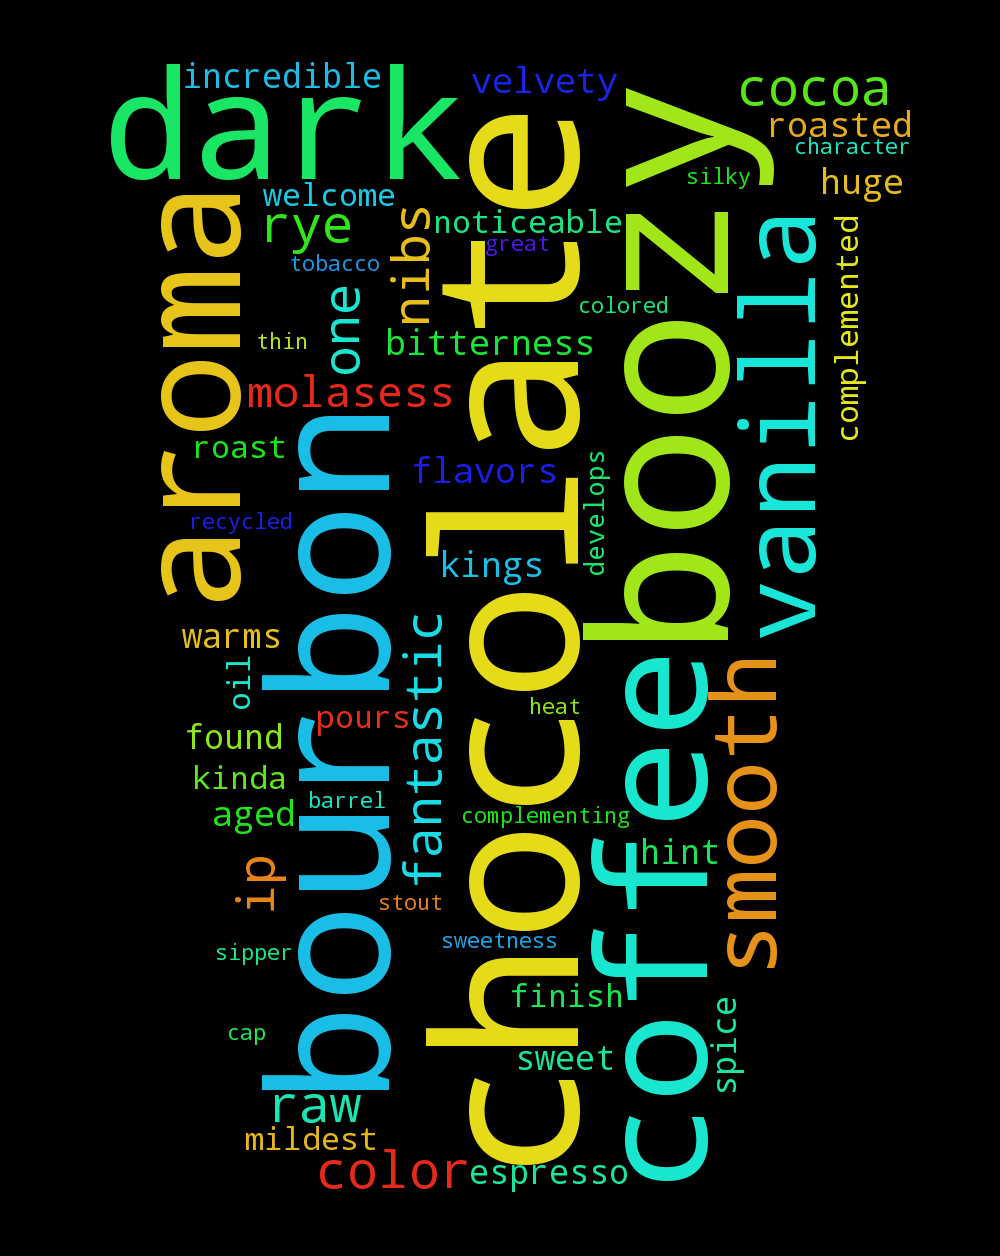 incredible
velvety
cocoa
dark
roasted
character
silky
huge
welcome
rye
noticeable
great
tobacco
nibs
colored
aroma
one
thin
bitterness
chocolatey
boozy
vanilla
complemented
molasess
roast
flavors
recycled
bourbon
kings
develops
warms
oil
fantastic
smooth
coffee
heat
pours
found
kinda
barrel
aged
complementing
hint
ip
stout
sipper
sweetness
finish
spice
cap
sweet
raw
mildest
color
espresso